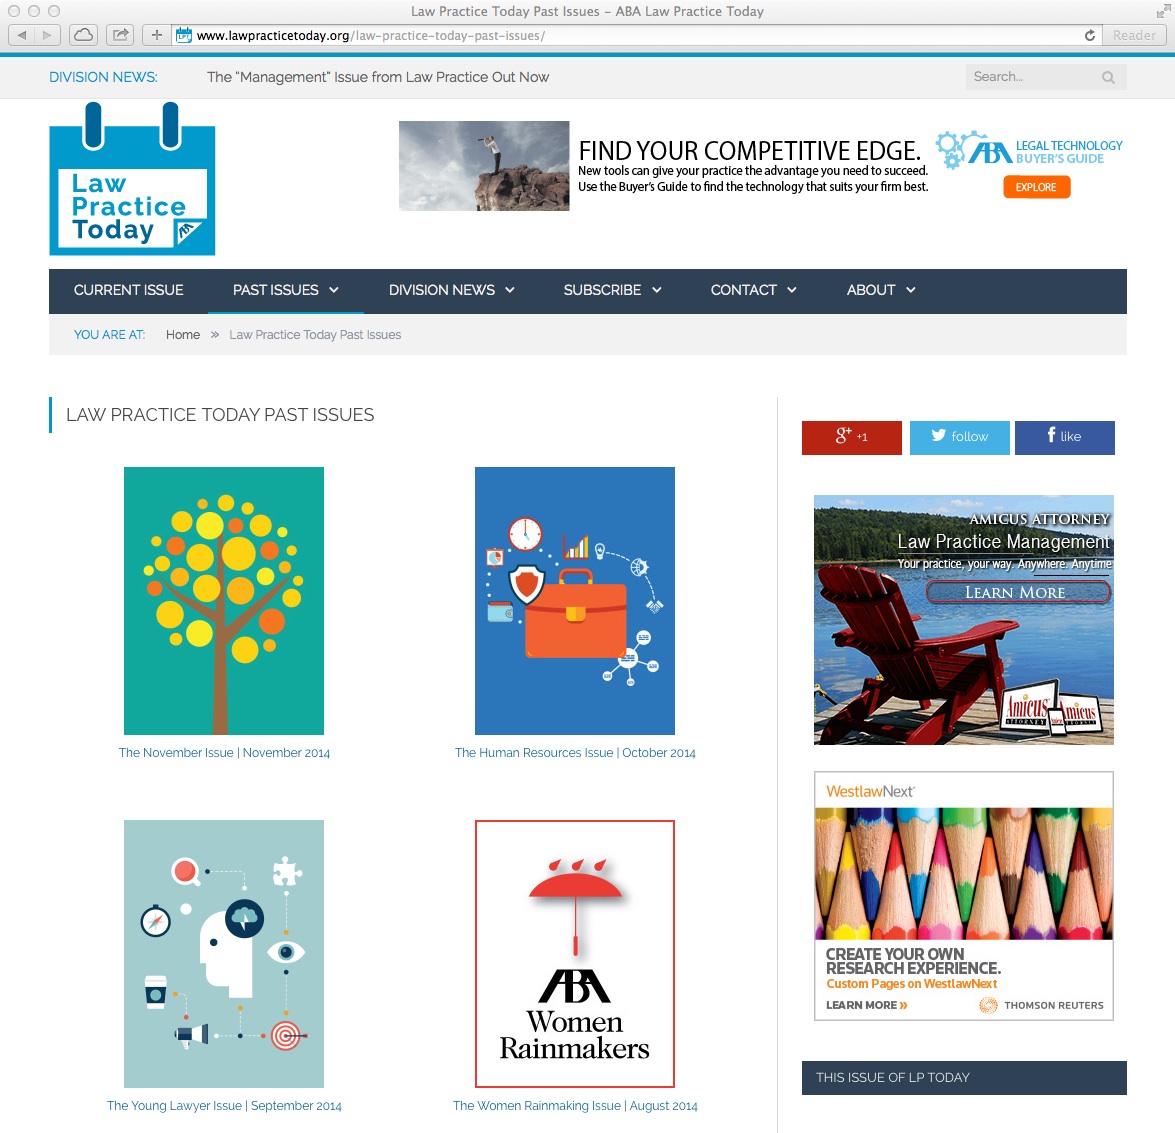 Law Practice Today Past Issues – ABA Law Practice Today
www.lawpracticetoday.org/law-practice-today-past-issues/
Reader
DIVISION NEWS:
The “Management” Issue from Law Practice Out Now
Search...
Law
Practice
Today
FIND YOUR COMPETITIVE EDGE.
New tools can give your practice the advantage you need to succeed.
Use the Buyer's Guide to find the technology that suits your firm best.
ABA
LEGAL TECHNOLOGY
BUYER'S GUIDE
EXPLORE
CURRENT ISSUE
PAST ISSUES
DIVISION NEWS
SUBSCRIBE
CONTACT
ABOUT
YOU ARE AT:
Home » Law Practice Today Past Issues
LAW PRACTICE TODAY PAST ISSUES
The November Issue | November 2014
The Human Resources Issue | October 2014
ABA
Women
Rainmakers
The Young Lawyer Issue | September 2014
The Women Rainmaking Issue | August 2014
g+ +1
follow
f like
AMICUS ATTORNEY
Law Practice Management
Your practice, your way. Anywhere. Anytime
LEARN MORE
Amicus
ATTORNEY
Amicus
ATTORNEY
WestlawNext
CREATE YOUR OWN
RESEARCH EXPERIENCE.
Custom Pages on WestlawNext
LEARN MORE »
THOMSON REUTERS
THIS ISSUE OF LP TODAY